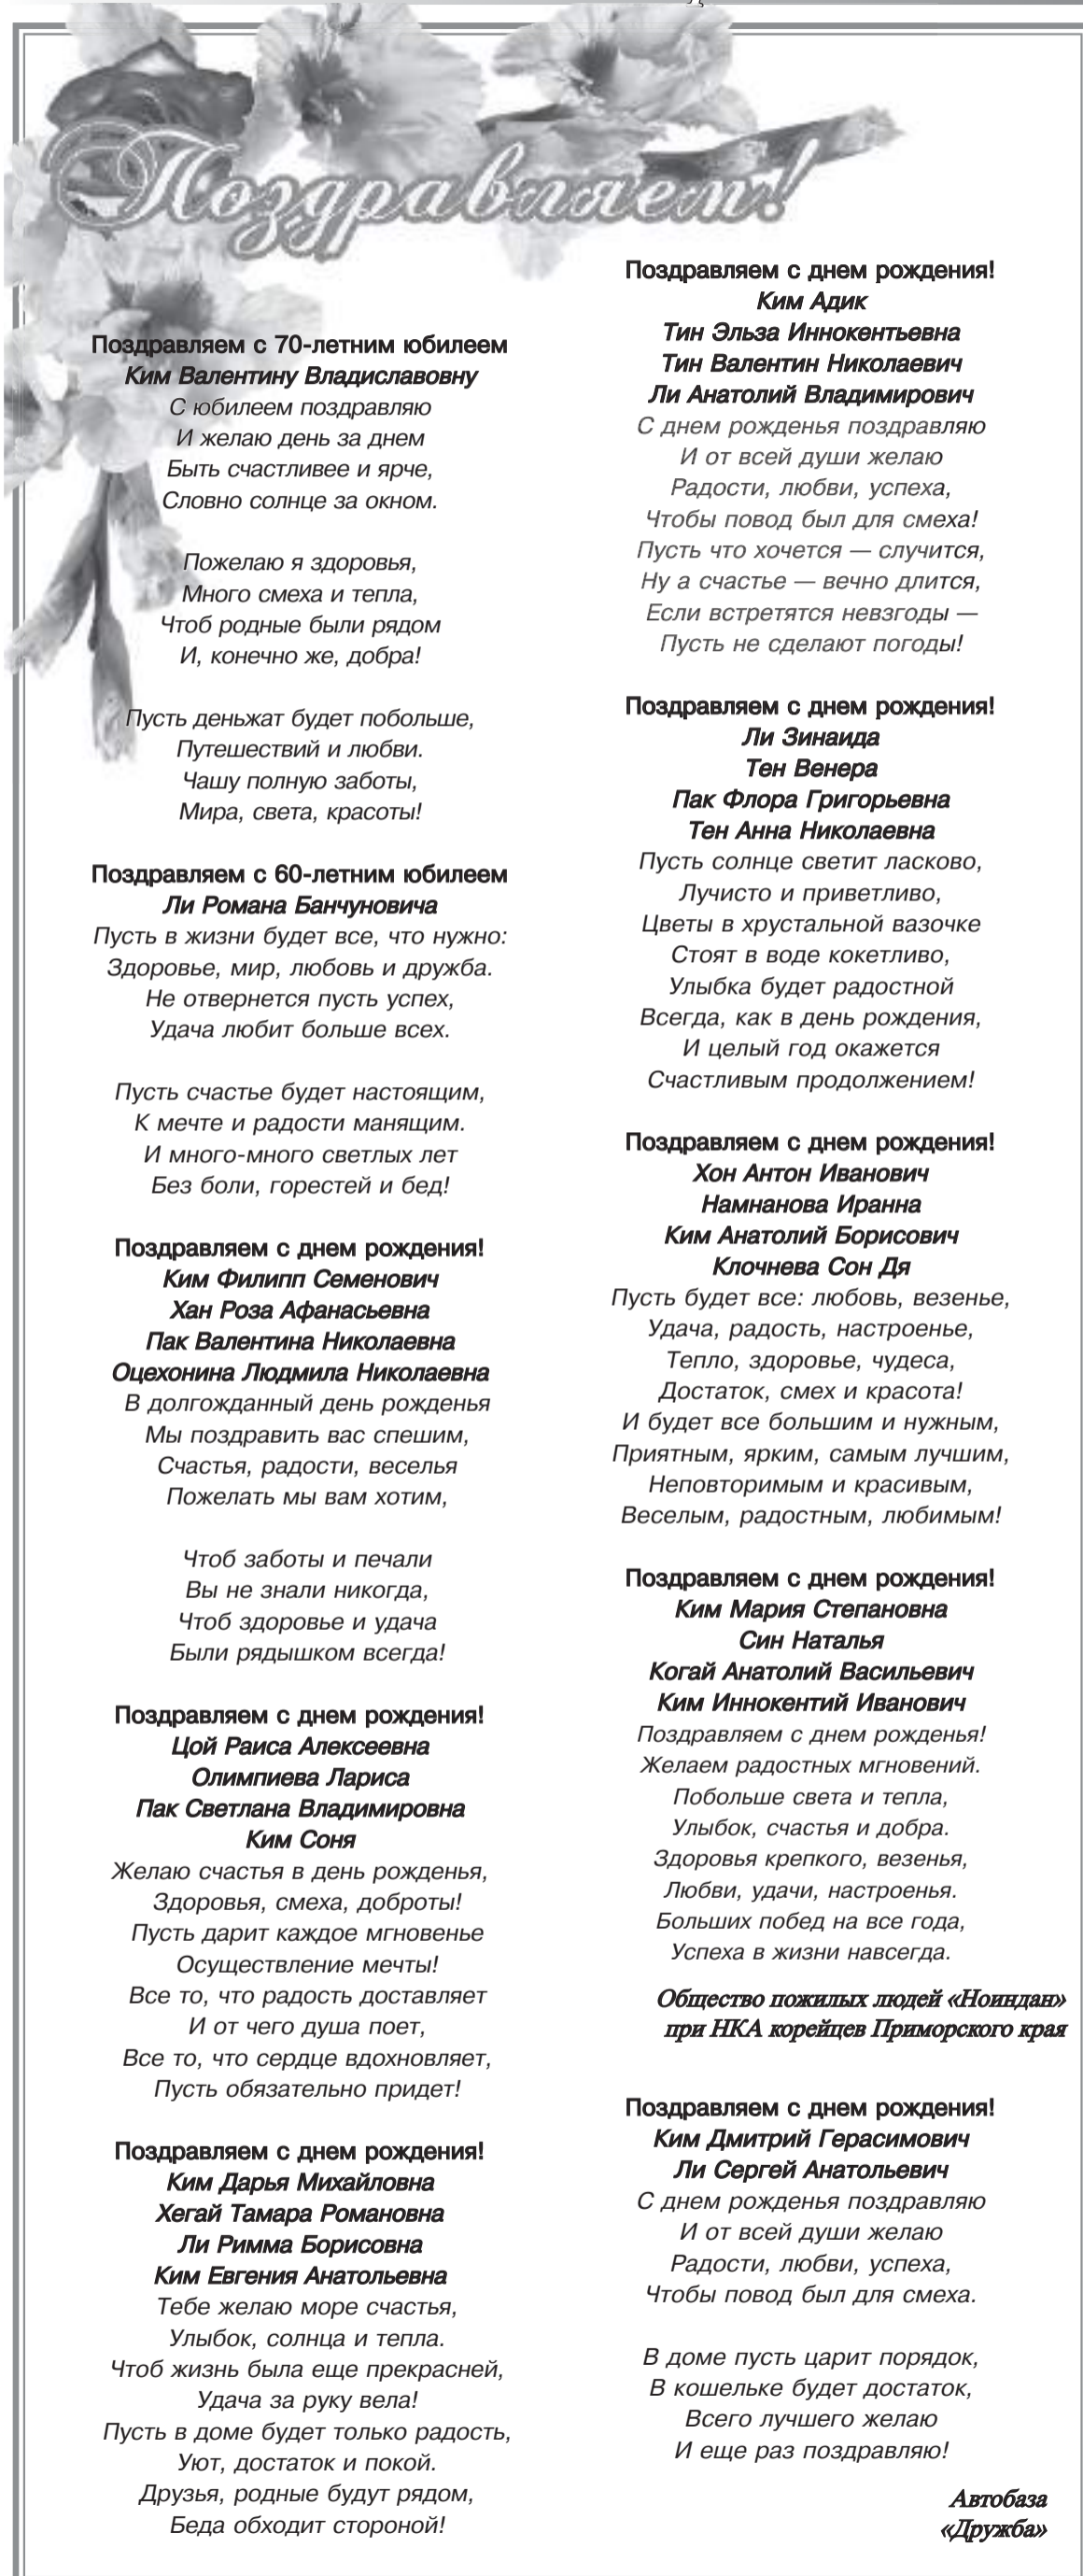 Поздравляем!
Поздравляем с 70-летним юбилеем
Ким Валентину Владиславовну
С юбилеем поздравляю
И желаю день за днем
Быть счастливее и ярче,
Словно солнце за окном.
Пожелаю я здоровья,
Много смеха и тепла,
Чтоб родные были рядом
И, конечно же, добра!
Пусть деньжат будет побольше,
Путешествий и любви.
Чашу полную заботы,
Мира, света, красоты!
Поздравляем с 60-летним юбилеем
Ли Романа Банчуновича
Пусть в жизни будет все, что нужно:
Здоровье, мир, любовь и дружба.
Не отвернется пусть успех,
Удача любит больше всех.
Пусть счастье будет настоящим,
К мечте и радости манящим.
И много-много светлых лет
Без боли, горестей и бед!
Поздравляем с днем рождения!
Ким Филипп Семенович
Хан Роза Афанасьевна
Пак Валентина Николаевна
Оцехонина Людмила Николаевна
В долгожданный день рожденья
Мы поздравить вас спешим,
Счастья, радости, веселья
Пожелать мы вам хотим,
Чтоб заботы и печали
Вы не знали никогда,
Чтоб здоровье и удача
Были рядышком всегда!
Поздравляем с днем рождения!
Цой Раиса Алексеевна
Олимпиева Лариса
Пак Светлана Владимировна
Ким Соня
Желаю счастья в день рожденья,
Здоровья, смеха, доброты!
Пусть дарит каждое мгновенье
Осуществление мечты!
Все то, что радость доставляет
И от чего душа поет,
Все то, что сердце вдохновляет,
Пусть обязательно придет!
Поздравляем с днем рождения!
Ким Дарья Михайловна
Хегай Тамара Романовна
Ли Римма Борисовна
Ким Евгения Анатольевна
Тебе желаю море счастья,
Улыбок, солнца и тепла.
Чтоб жизнь была еще прекрасней,
Удача за руку вела!
Пусть в доме будет только радость,
Уют, достаток и покой.
Друзья, родные будут рядом,
Беда обходит стороной!
Поздравляем с днем рождения!
Ким Адик
Тин Эльза Иннокентьевна
Тин Валентин Николаевич
Ли Анатолий Владимирович
С днем рожденья поздравляю
И от всей души желаю
Радости, любви, успеха,
Чтобы повод был для смеха!
Пусть что хочется — случится,
Ну а счастье — вечно длится,
Если встретятся невзгоды —
Пусть не сделают погоды!
Поздравляем с днем рождения!
Ли Зинаида
Тен Венера
Пак Флора Григорьевна
Тен Анна Николаевна
Пусть солнце светит ласково,
Лучисто и приветливо,
Цветы в хрустальной вазочке
Стоят в воде кокетливо,
Улыбка будет радостной
Всегда, как в день рождения,
И целый год окажется
Счастливым продолжением!
Поздравляем с днем рождения!
Хон Антон Иванович
Намнанова Иранна
Ким Анатолий Борисович
Клочнева Сон Дя
Пусть будет все: любовь, везенье,
Удача, радость, настроенье,
Тепло, здоровье, чудеса,
Достаток, смех и красота!
И будет все большим и нужным,
Приятным, ярким, самым лучшим,
Неповторимым и красивым,
Веселым, радостным, любимым!
Поздравляем с днем рождения!
Ким Мария Степановна
Син Наталья
Когай Анатолий Васильевич
Ким Иннокентий Иванович
Поздравляем с днем рожденья!
Желаем радостных мгновений.
Побольше света и тепла,
Улыбок, счастья и добра.
Здоровья крепкого, везенья,
Любви, удачи, настроенья.
Больших побед на все года,
Успеха в жизни навсегда.
Общество пожилых людей «Ноиндан»
при НКА корейцев Приморского края
Поздравляем с днем рождения!
Ким Дмитрий Герасимович
Ли Сергей Анатольевич
С днем рожденья поздравляю
И от всей души желаю
Радости, любви, успеха,
Чтобы повод был для смеха.
В доме пусть царит порядок,
В кошельке будет достаток,
Всего лучшего желаю
И еще раз поздравляю!
Автобаза
«Дружба»